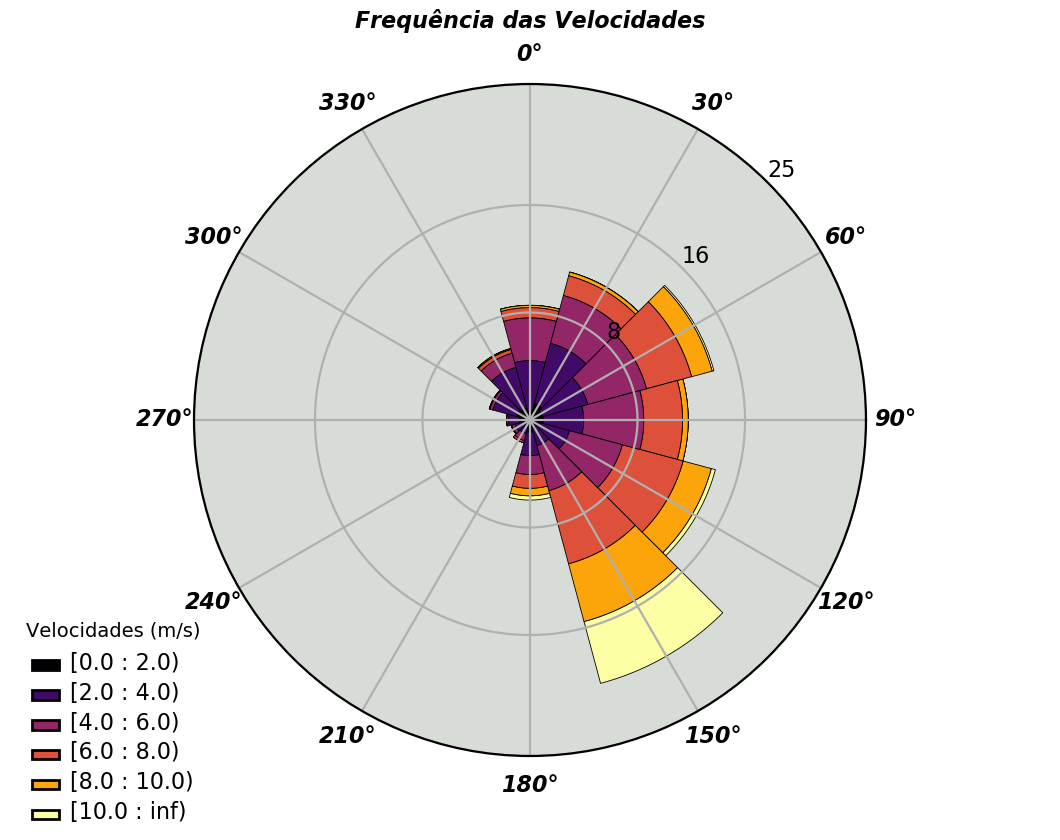 Frequência das Velocidades
0°
330°
30°
25
300°
60°
16
8
270°
90°
240°
120°
210°
150°
180°
Velocidades (m/s)
[0.0 : 2.0)
[2.0 : 4.0)
[4.0 : 6.0)
[6.0 : 8.0)
[8.0 : 10.0)
[10.0 : inf)